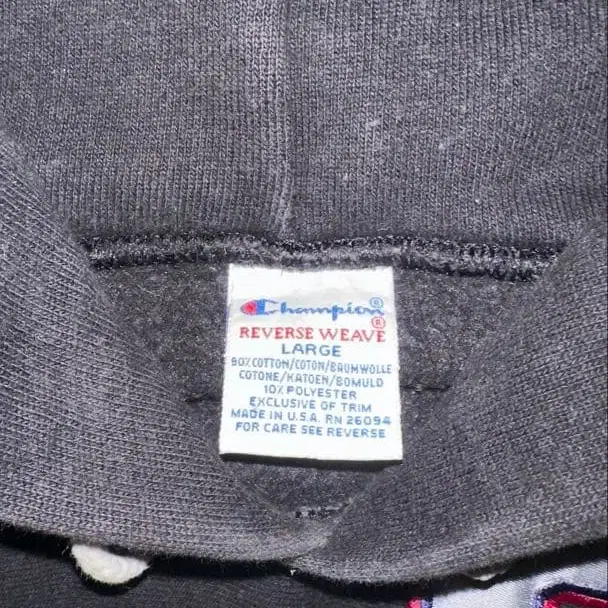 Champion®
REVERSE WEAVE®
LARGE
90% COTTON/COTON/BAUMWOLLE
COTONE/KATOEN/BOMULD
10% POLYESTER
EXCLUSIVE OF TRIM
MADE IN U.S.A. RN 26094
FOR CARE SEE REVERSE